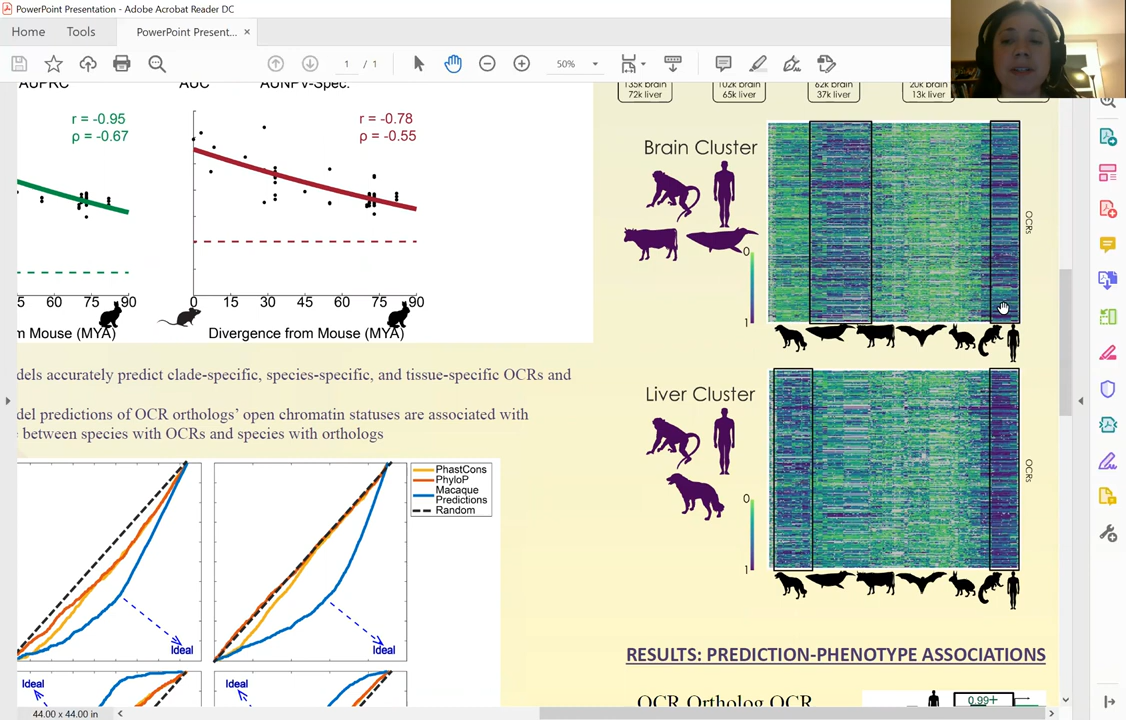 PowerPoint Presentation - Adobe Acrobat Reader DC
Home
Tools
PowerPoint Present...
1 / 1
50%
AUPRC
r = -0.95
ρ = -0.67
5 60 75 90
m Mouse (MYA)
AUC
AUNPV-Spec.
r = -0.78
ρ = -0.55
0 15 30 45 60 75 90
Divergence from Mouse (MYA)
dels accurately predict clade-specific, species-specific, and tissue-specific OCRs and
del predictions of OCR orthologs' open chromatin statuses are associated with
between species with OCRs and species with orthologs
PhastCons
PhyloP
Macaque
Predictions
Random
Ideal
Ideal
Ideal
Ideal
135k brain
72k liver
102k brain
65k liver
62k brain
37k liver
20k brain
13k liver
Brain Cluster
0
1
OCRs
Liver Cluster
0
1
OCRs
RESULTS: PREDICTION-PHENOTYPE ASSOCIATIONS
OCR Ortholog OCR
0.99+
44.00 x 44.00 in